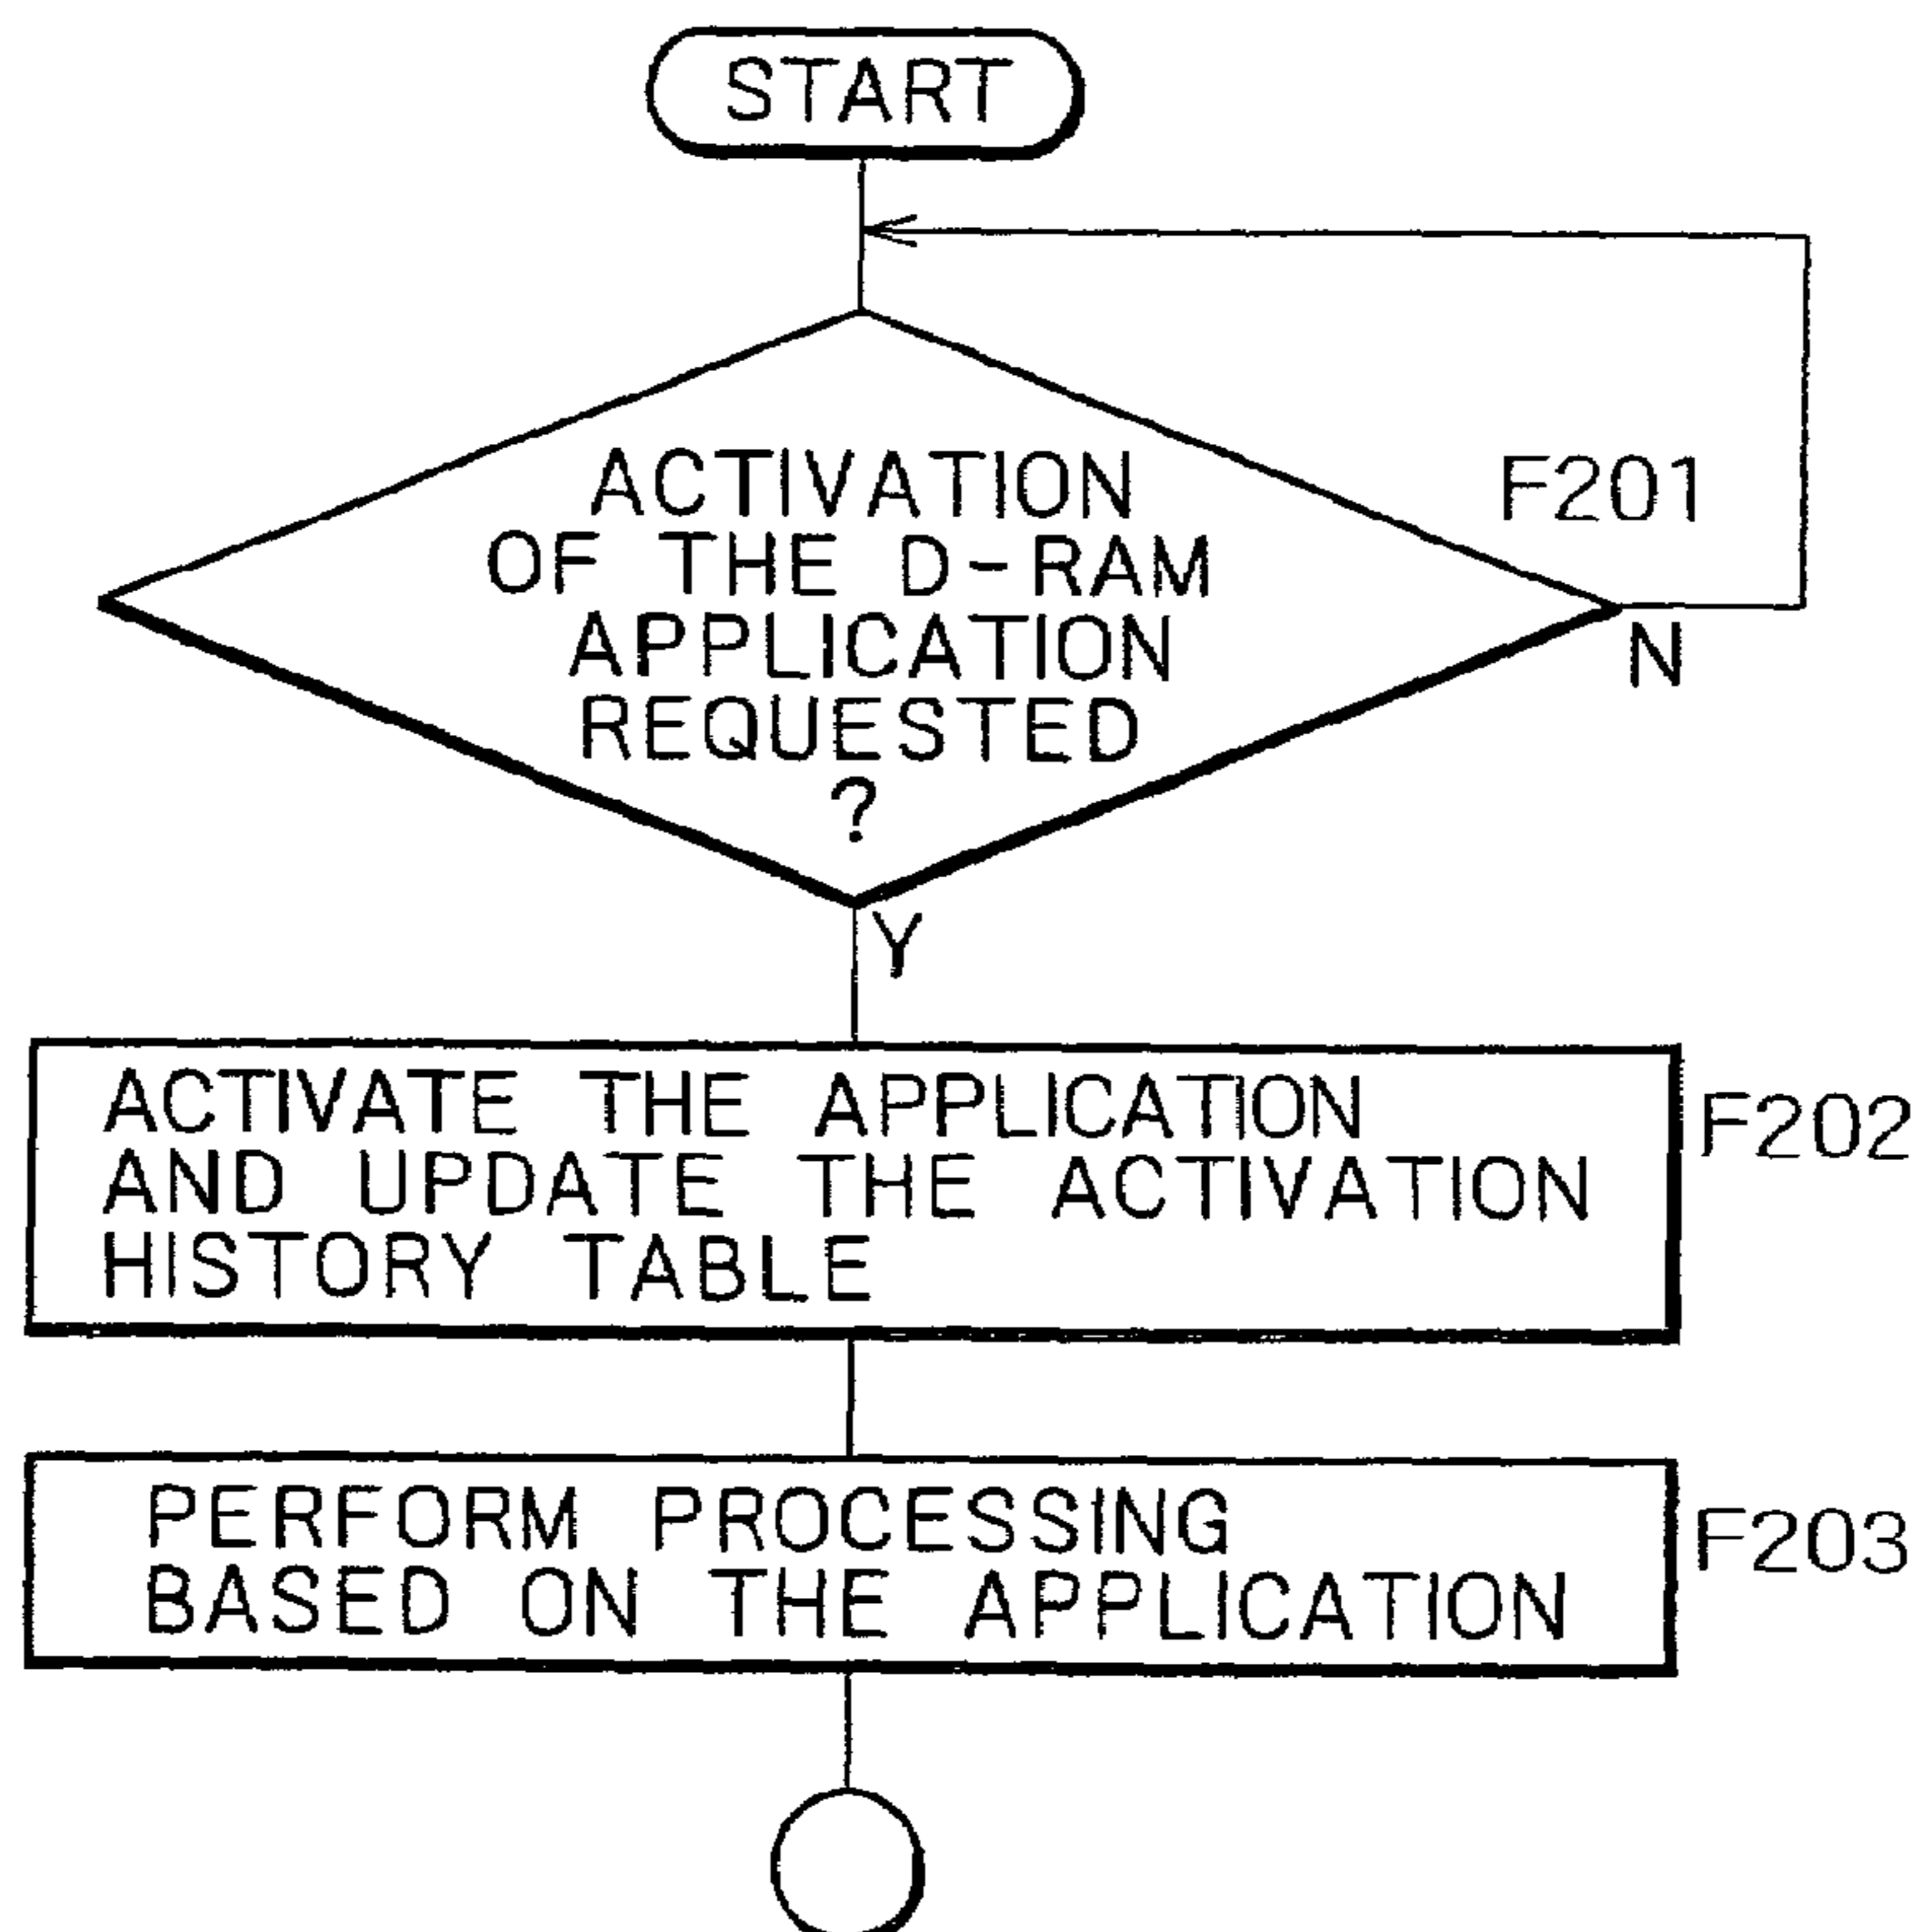 START
ACTIVATION
OF THE D-RAM
APPLICATION
REQUESTED
?
F201
N
Y
ACTIVATE THE APPLICATION
AND UPDATE THE ACTIVATION
HISTORY TABLE
F202
PERFORM PROCESSING
BASED ON THE APPLICATION
F203